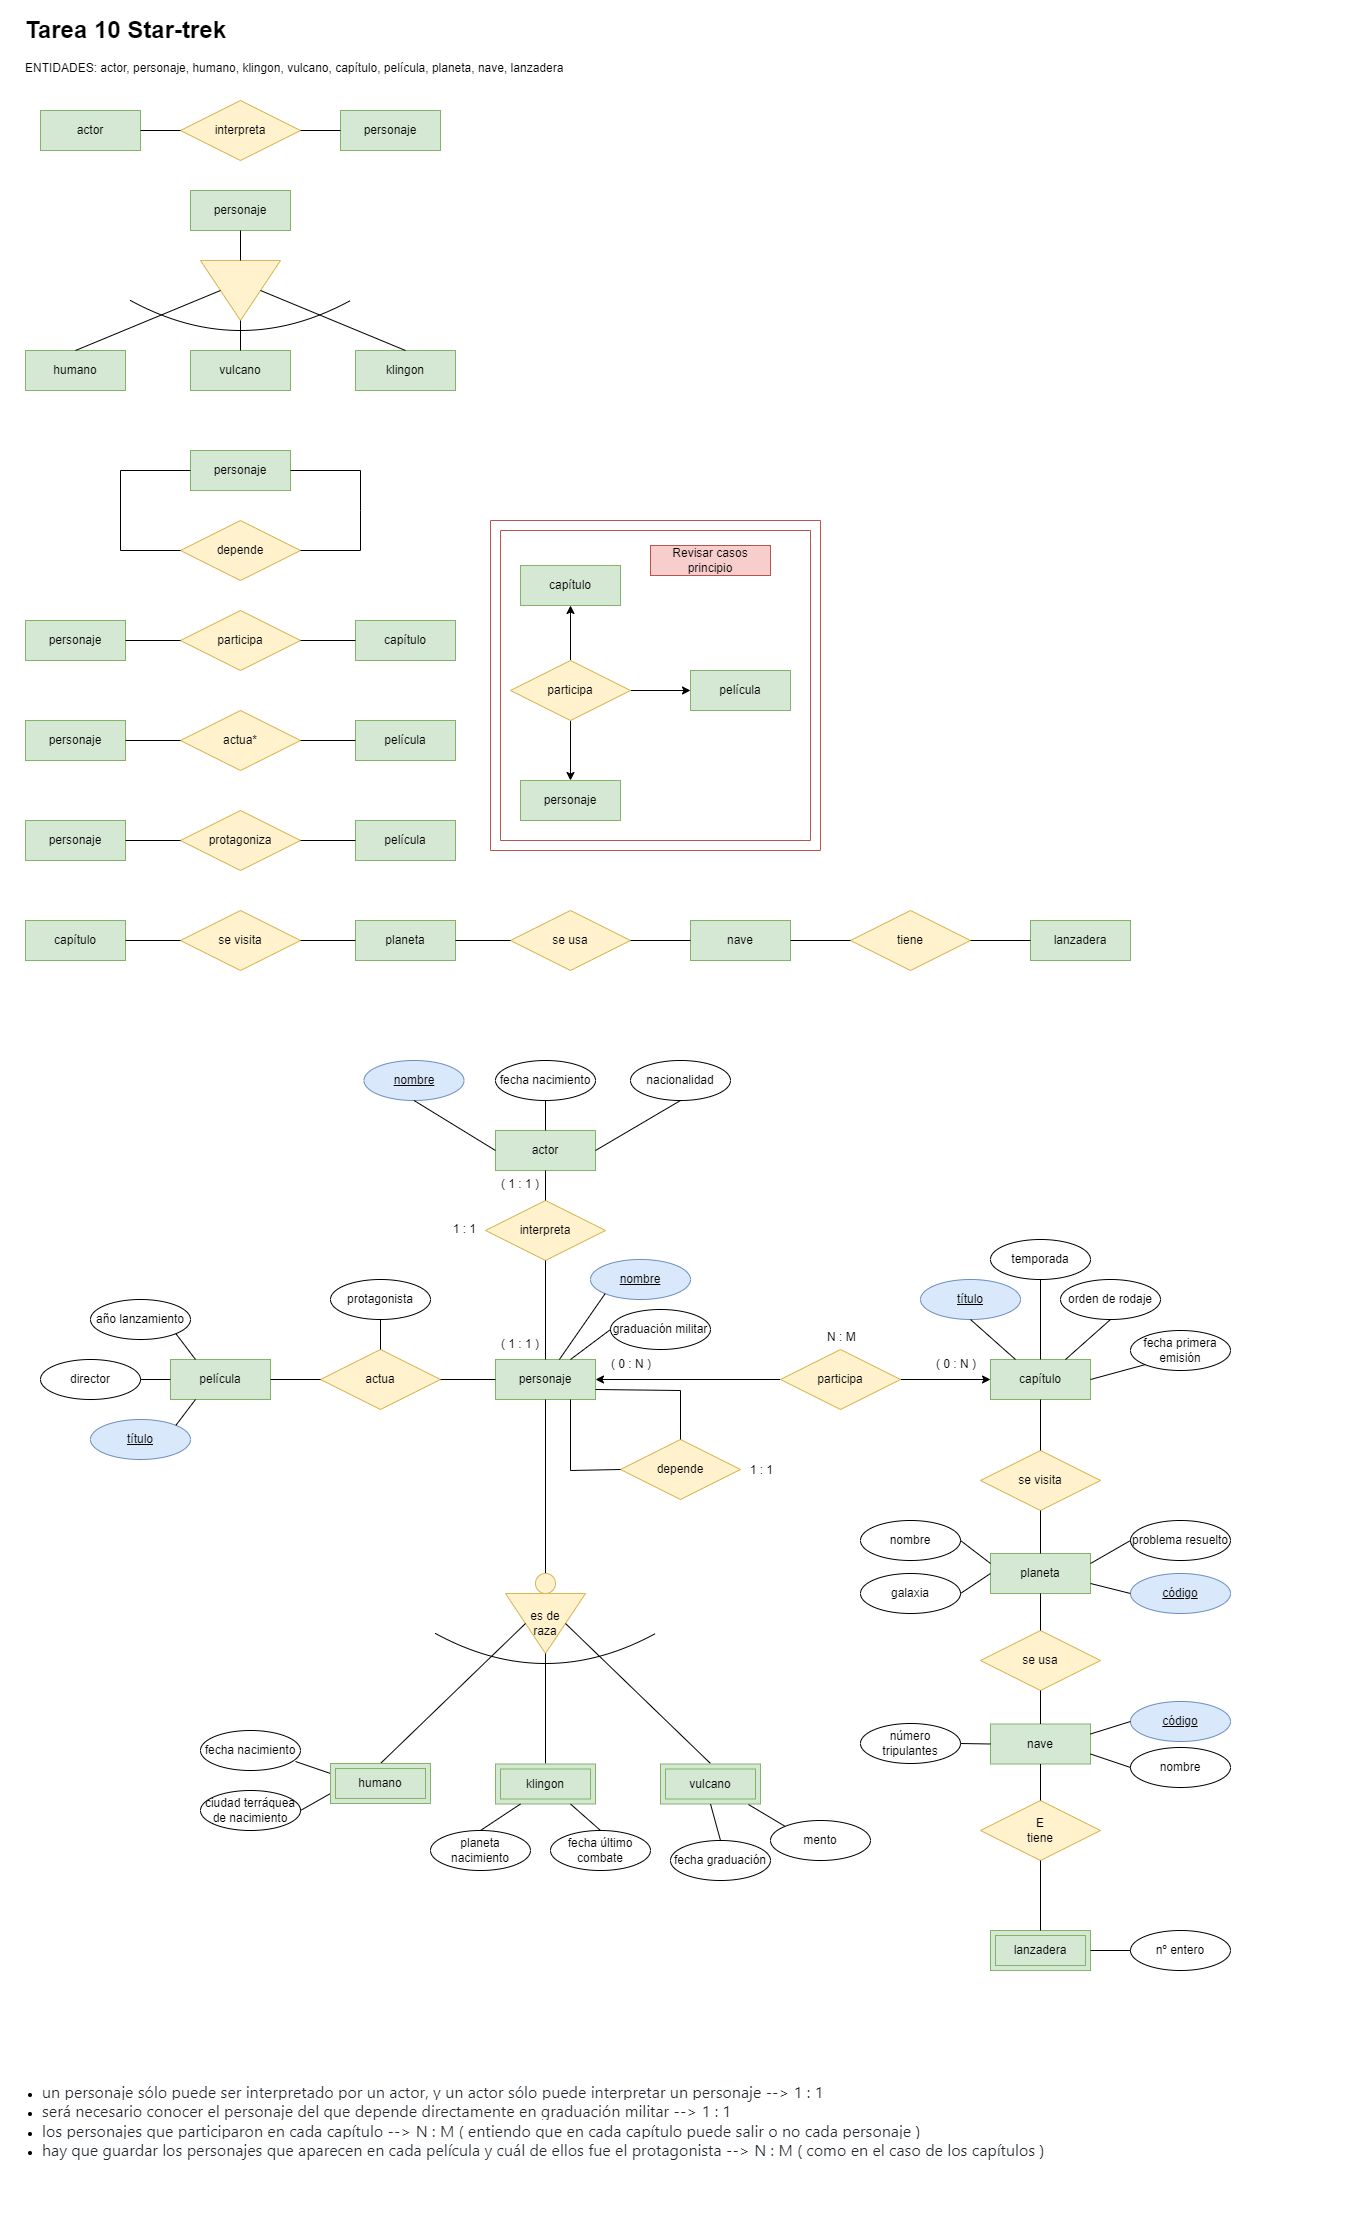 Tarea 10 Star-trek
ENTIDADES: actor, personaje, humano, klingon, vulcano, capítulo, película, planeta, nave, lanzadera
actor
interpreta
personaje
personaje
humano
vulcano
klingon
personaje
depende
personaje
participa
capítulo
personaje
actua*
película
personaje
protagoniza
película
Revisar casos
principio
capítulo
participa
película
personaje
capítulo
se visita
planeta
se usa
nave
tiene
lanzadera
nombre
fecha nacimiento
nacionalidad
actor
( 1 : 1 )
1 : 1
interpreta
nombre
graduación militar
( 1 : 1 )
( 0 : N )
personaje
protagonista
actua
año lanzamiento
director
película
título
N : M
participa
( 0 : N )
temporada
título
orden de rodaje
fecha primera
emisión
capítulo
depende
1 : 1
se visita
nombre
problema resuelto
planeta
galaxia
código
se usa
código
número
tripulantes
nave
nombre
E
tiene
lanzadera
nº entero
es de
raza
fecha nacimiento
humano
ciudad terráquea
de nacimiento
klingon
planeta
nacimiento
fecha último
combate
vulcano
fecha graduación
mento
• un personaje sólo puede ser interpretado por un actor, y un actor sólo puede interpretar un personaje --> 1 : 1
• será necesario conocer el personaje del que depende directamente en graduación militar --> 1 : 1
• los personajes que participaron en cada capítulo --> N : M ( entiendo que en cada capítulo puede salir o no cada personaje )
• hay que guardar los personajes que aparecen en cada película y cuál de ellos fue el protagonista --> N : M ( como en el caso de los capítulos )